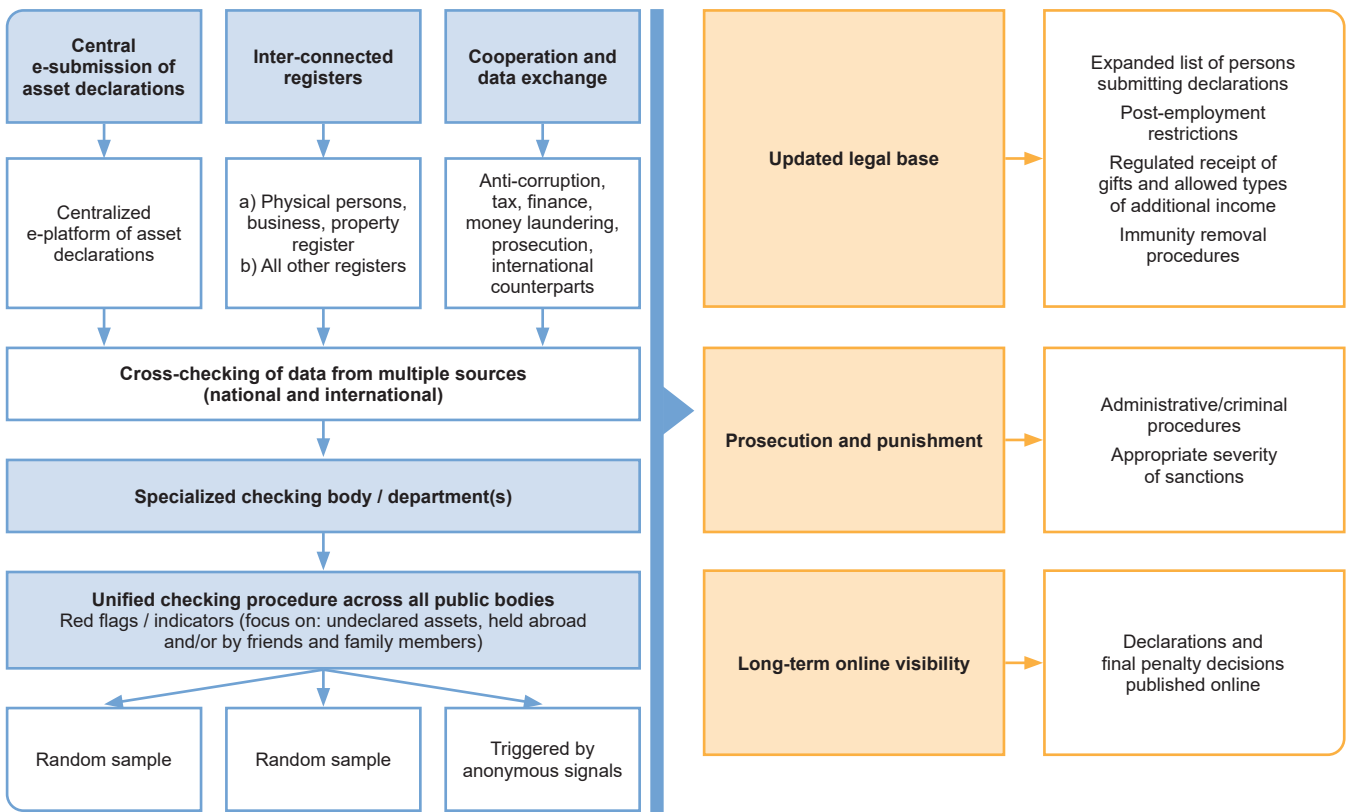 Central
e-submission of
asset declarations
Inter-connected
registers
Cooperation and
data exchange
Centralized
e-platform of asset
declarations
a) Physical persons,
business, property
register
b) All other registers
Anti-corruption,
tax, finance,
money laundering,
prosecution,
international
counterparts
Cross-checking of data from multiple sources
(national and international)
Specialized checking body / department(s)
Unified checking procedure across all public bodies
Red flags / indicators (focus on: undeclared assets, held abroad
and/or by friends and family members)
Random sample
Random sample
Triggered by
anonymous signals
Updated legal base
Expanded list of persons
submitting declarations
Post-employment
restrictions
Regulated receipt of
gifts and allowed types
of additional income
Immunity removal
procedures
Prosecution and punishment
Administrative/criminal
procedures
Appropriate severity
of sanctions
Long-term online visibility
Declarations and
final penalty decisions
published online